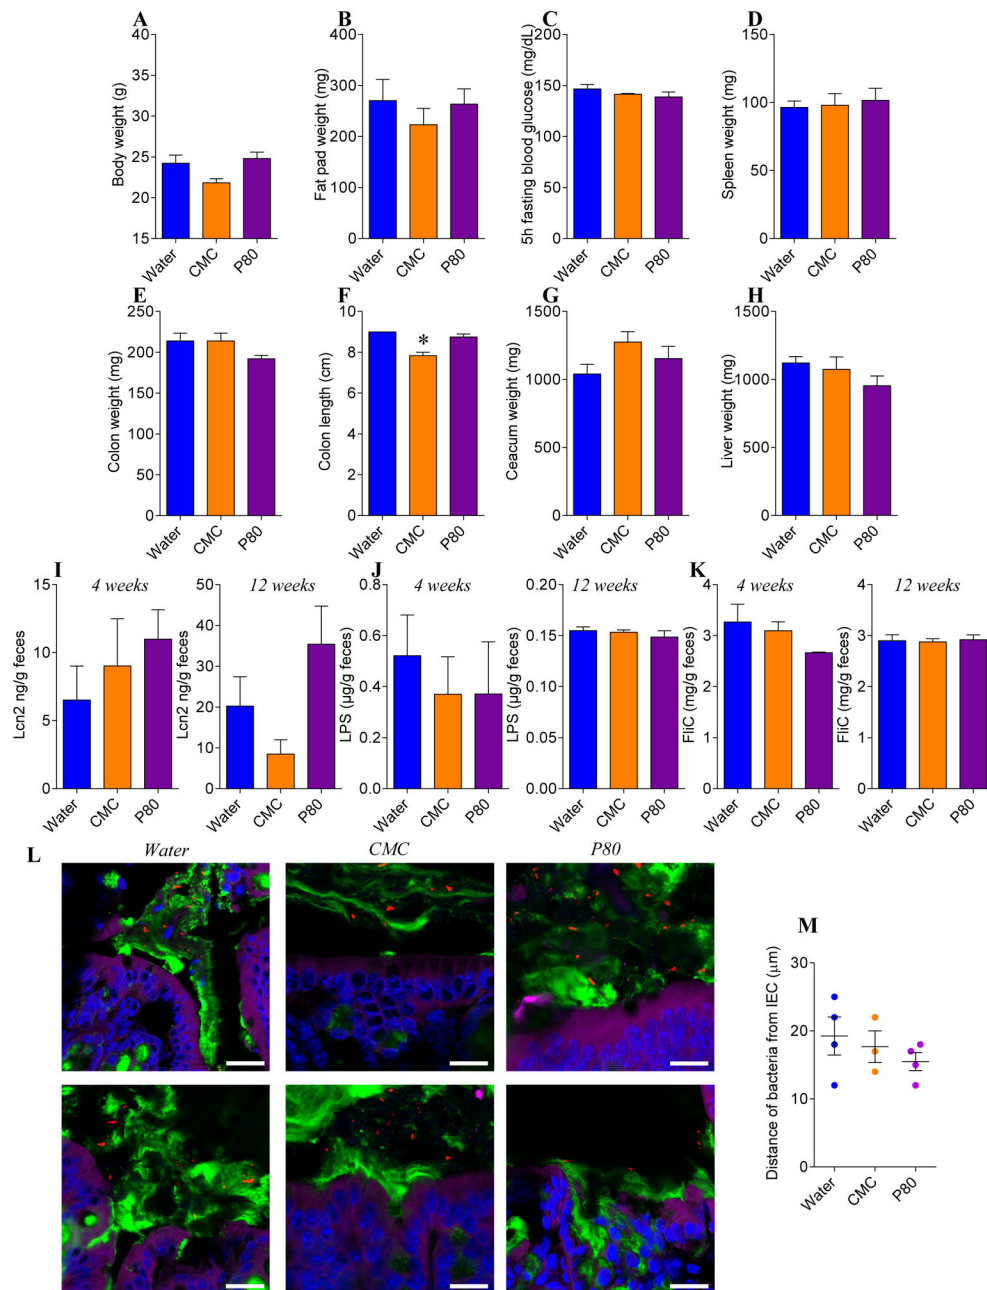 A
Body weight (g)
40
35
30
25
20
15
Water
CMC
P80
B
Fat pad weight (mg)
400
300
200
100
0
Water
CMC
P80
C
5h fasting blood glucose (mg/dL)
200
150
100
50
0
Water
CMC
P80
D
Spleen weight (mg)
150
100
50
0
Water
CMC
P80
E
Colon weight (mg)
250
200
150
100
50
0
Water
CMC
P80
F
Colon length (cm)
10
8
6
4
2
0
*
Water
CMC
P80
G
Ceacum weight (mg)
1500
1000
500
0
Water
CMC
P80
H
Liver weight (mg)
1500
1000
500
0
Water
CMC
P80
I
4 weeks
Lcn2 ng/g feces
15
10
5
0
Water
CMC
P80
12 weeks
Lcn2 ng/g feces
50
40
30
20
10
0
Water
CMC
P80
J
4 weeks
LPS (µg/g feces)
0.8
0.6
0.4
0.2
0.0
Water
CMC
P80
12 weeks
LPS (µg/g feces)
0.20
0.15
0.10
0.05
0.00
Water
CMC
P80
K
4 weeks
FliC (mg/g feces)
4
3
2
1
0
Water
CMC
P80
12 weeks
FliC (mg/g feces)
4
3
2
1
0
Water
CMC
P80
L
Water
CMC
P80
M
Distance of bacteria from IEC (µm)
30
20
10
0
Water
CMC
P80